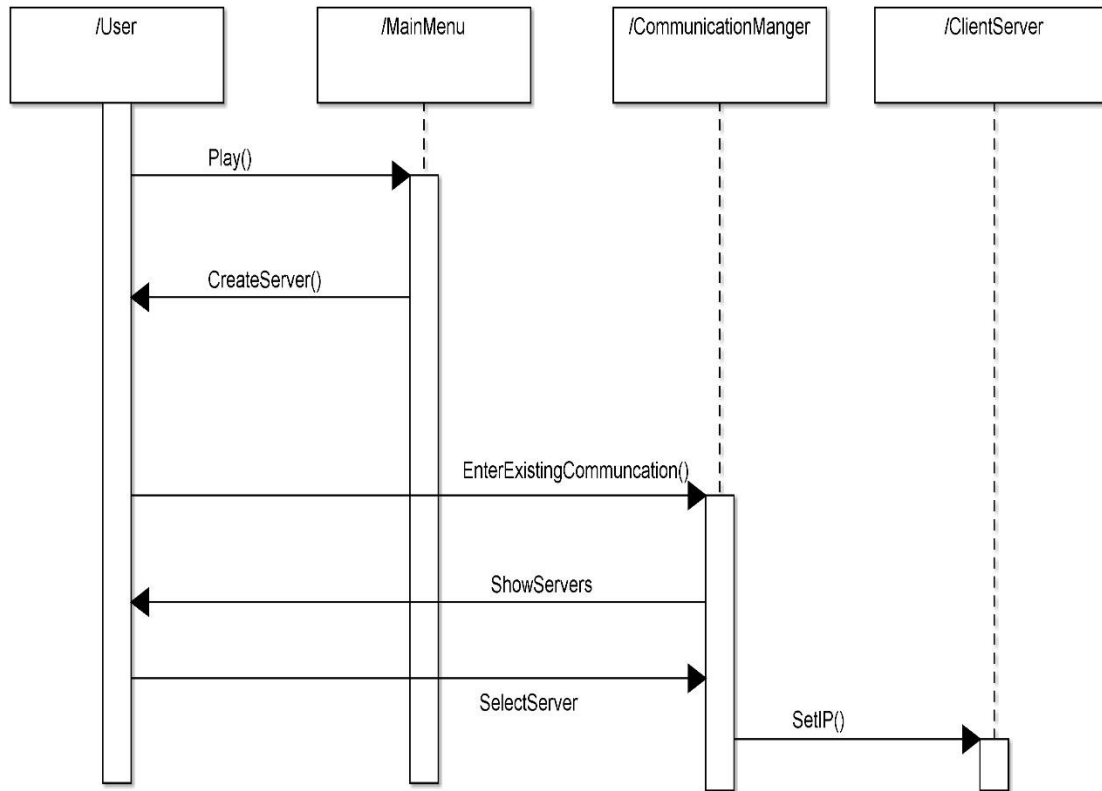 /User
/MainMenu
/CommunicationManger
/ClientServer
Play()
CreateServer()
EnterExistingCommuncation()
ShowServers
SelectServer
SetIP()